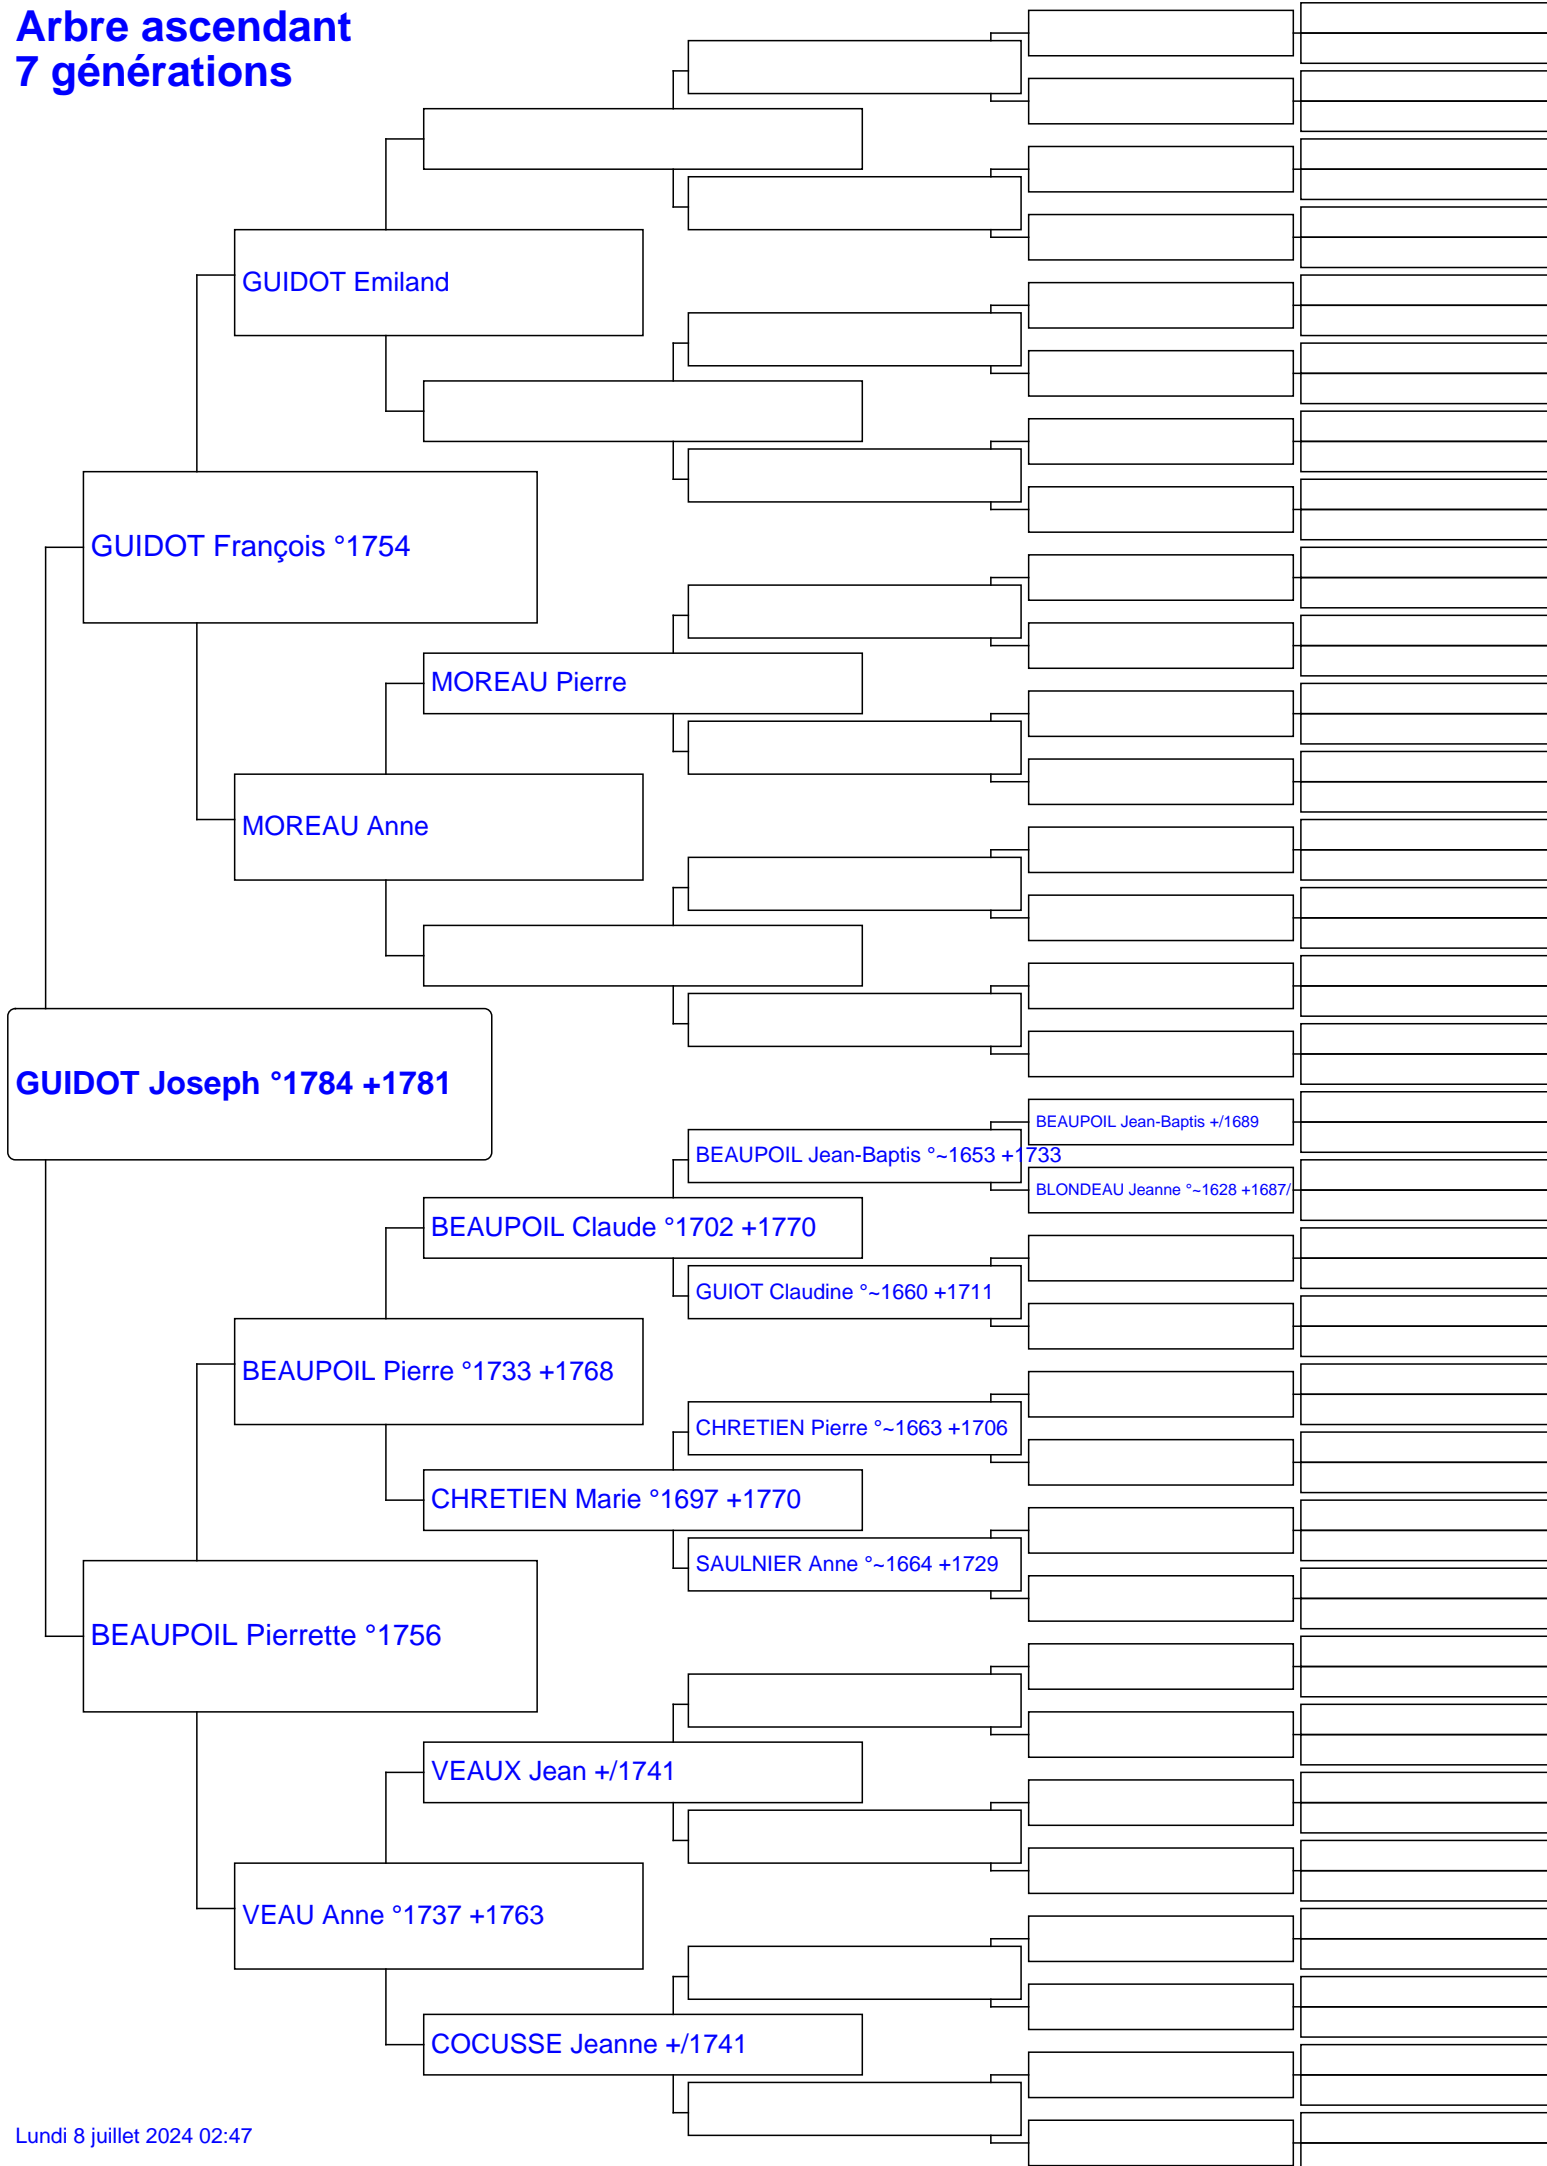 Arbre ascendant
7 générations
GUIDOT Emiland
GUIDOT François °1754
MOREAU Pierre
MOREAU Anne
GUIDOT Joseph °1784 +1781
BEAUPOIL Jean-Baptis +/1689
BEAUPOIL Jean-Baptis °~1653 +1733
BLONDEAU Jeanne °~1628 +1687/
BEAUPOIL Claude °1702 +1770
GUIOT Claudine °~1660 +1711
BEAUPOIL Pierre °1733 +1768
CHRETIEN Pierre °~1663 +1706
CHRETIEN Marie °1697 +1770
SAULNIER Anne °~1664 +1729
BEAUPOIL Pierrette °1756
VEAUX Jean +/1741
VEAU Anne °1737 +1763
COCUSSE Jeanne +/1741
Lundi 8 juillet 2024 02:47